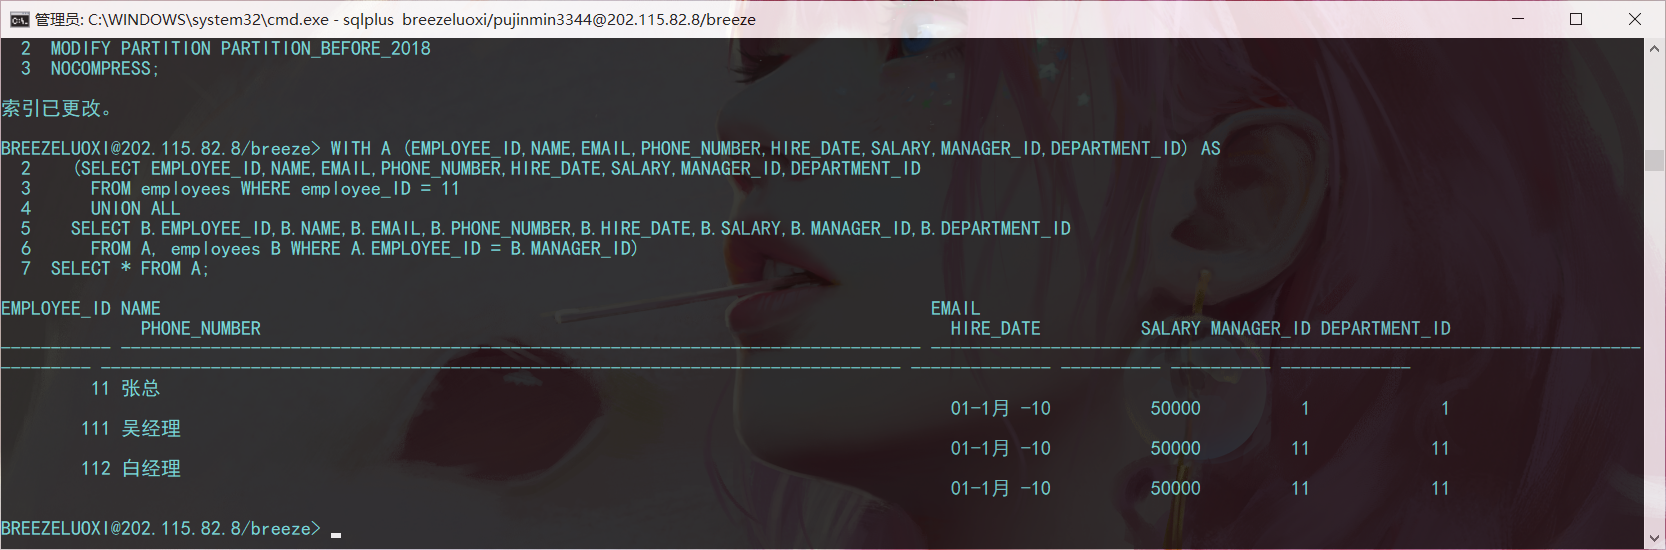 管理员: C:\WINDOWS\system32\cmd.exe - sqlplus  breezeluoxi/pujinmin3344@202.115.82.8/breeze
  2  MODIFY PARTITION PARTITION_BEFORE_2018
  3  NOCOMPRESS;
索引已更改。
BREEZELUOXI@202.115.82.8/breeze> WITH A (EMPLOYEE_ID,NAME,EMAIL,PHONE_NUMBER,HIRE_DATE,SALARY,MANAGER_ID,DEPARTMENT_ID) AS
  2    (SELECT EMPLOYEE_ID,NAME,EMAIL,PHONE_NUMBER,HIRE_DATE,SALARY,MANAGER_ID,DEPARTMENT_ID
  3      FROM employees WHERE employee_ID = 11
  4      UNION ALL
  5    SELECT B.EMPLOYEE_ID,B.NAME,B.EMAIL,B.PHONE_NUMBER,B.HIRE_DATE,B.SALARY,B.MANAGER_ID,B.DEPARTMENT_ID
  6      FROM A, employees B WHERE A.EMPLOYEE_ID = B.MANAGER_ID)
  7  SELECT * FROM A;
EMPLOYEE_ID NAME EMAIL
PHONE_NUMBER HIRE_DATE SALARY MANAGER_ID DEPARTMENT_ID
11 张总
01-1月 -10 50000 1 1
111 吴经理
01-1月 -10 50000 11 11
112 白经理
01-1月 -10 50000 11 11
BREEZELUOXI@202.115.82.8/breeze>